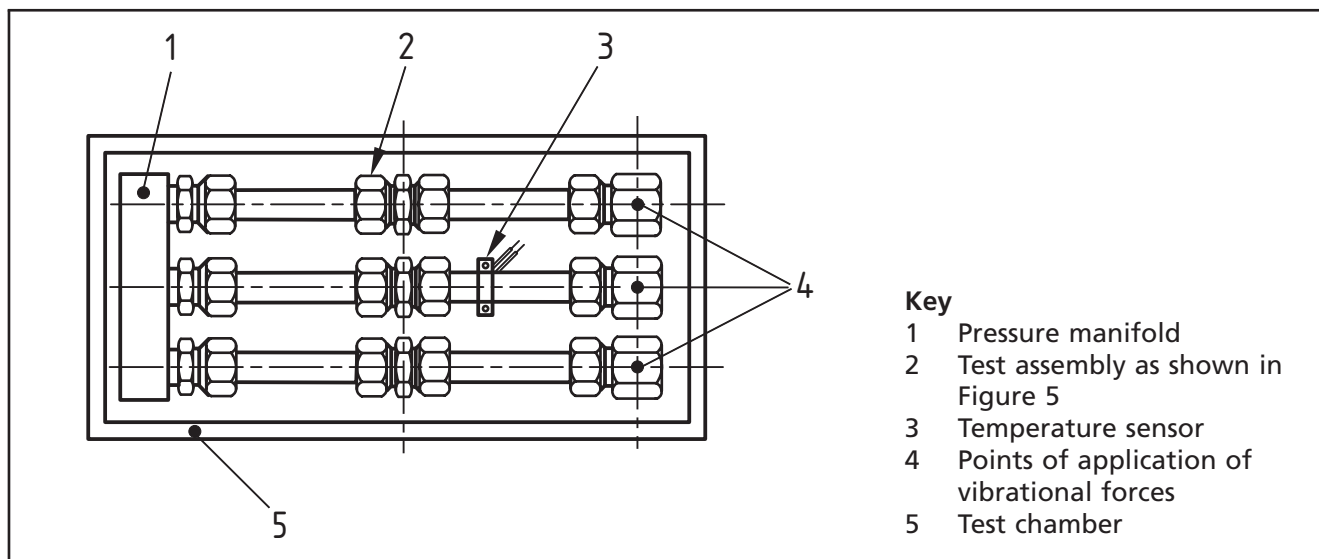 1
2
3
4
5
Key
1 Pressure manifold
2 Test assembly as shown in
Figure 5
3 Temperature sensor
4 Points of application of
vibrational forces
5 Test chamber